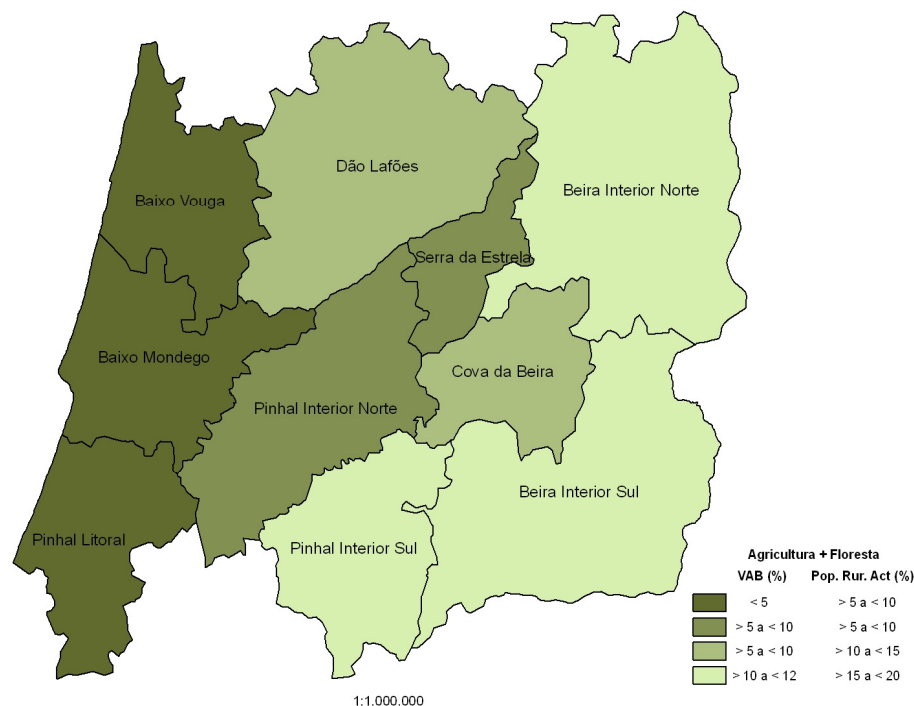 Dão Lafões
Beira Interior Norte
Baixo Vouga
Serra da Estrela
Baixo Mondego
Cova da Beira
Pinhal Interior Norte
Beira Interior Sul
Pinhal Litoral
Pinhal Interior Sul
Agricultura + Floresta
VAB (%) Pop. Rur. Act (%)
< 5 > 5 a < 10
> 5 a < 10 > 5 a < 10
> 5 a < 10 > 10 a < 15
> 10 a < 12 > 15 a < 20
1:1.000.000